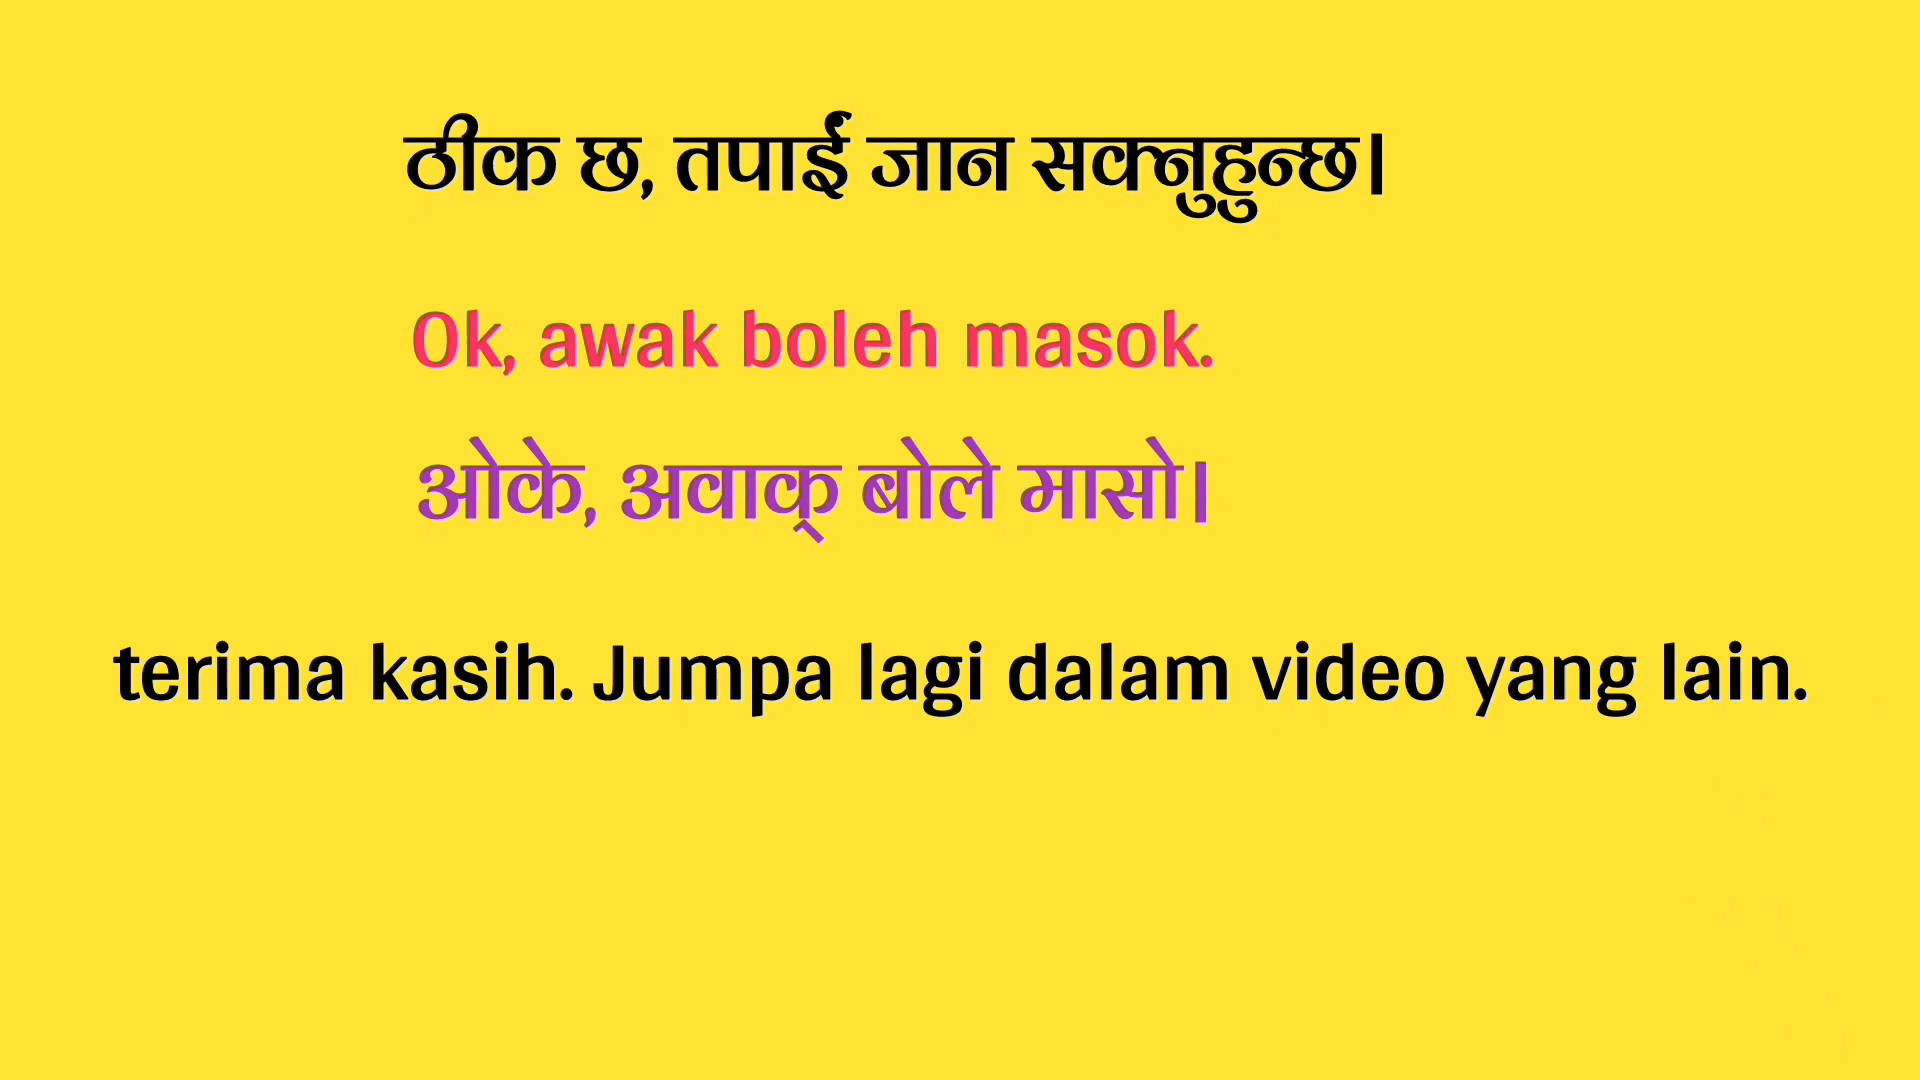 ठीक छ, तपाईं जान सक्नुहुन्छ।
Ok, awak boleh masok.
ओके, अवाक् बोले मासो।
terima kasih. Jumpa lagi dalam video yang lain.